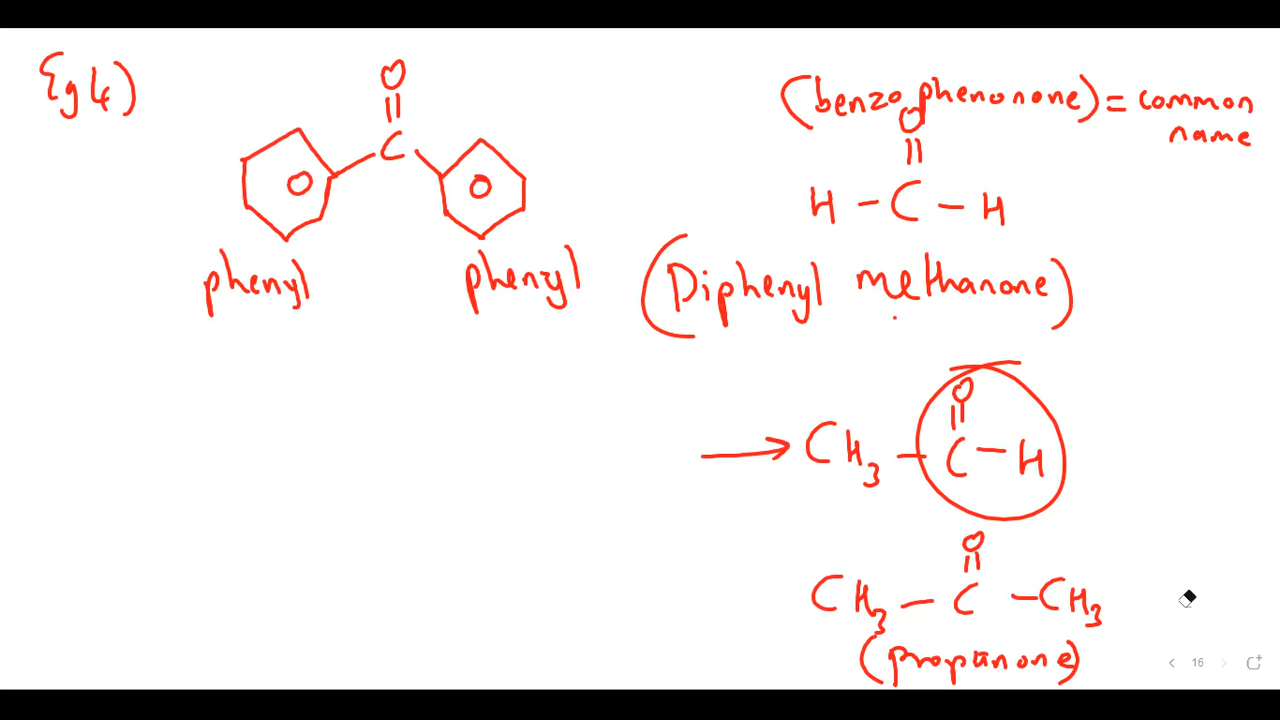 Eg 4)
O
||
C
phenyl phenyl
(benzophenonone) = common
name
O
||
H - C - H
(Diphenyl methanone)
O
||
→ CH3 - C - H
O
||
CH3 - C - CH3
(propanone)
< 16 >